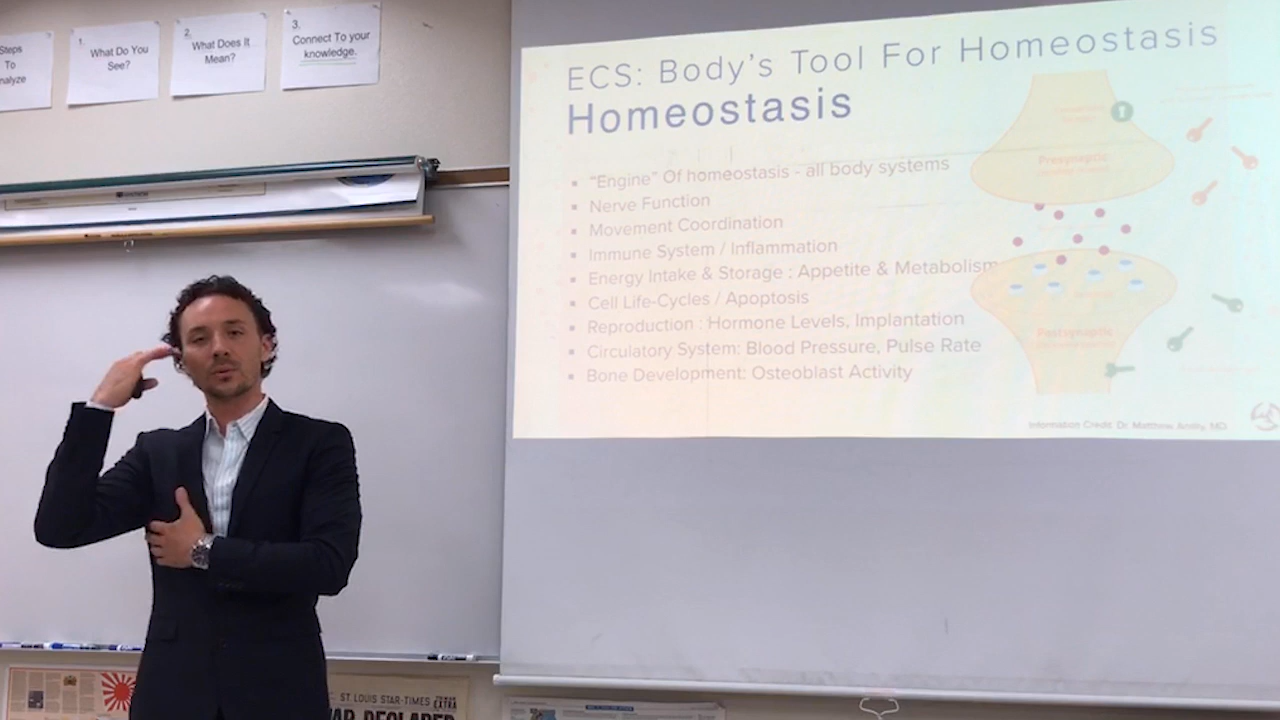 Steps
To
nalyze
1.
What Do You
See?
2.
What Does It
Mean?
3.
Connect To your
knowledge.
ECS: Body's Tool For Homeostasis
Homeostasis
"Engine" Of homeostasis - all body systems
Nerve Function
Movement Coordination
Immune System / Inflammation
Energy Intake & Storage : Appetite & Metabolism
Cell Life-Cycles / Apoptosis
Reproduction : Hormone Levels, Implantation
Circulatory System: Blood Pressure, Pulse Rate
Bone Development: Osteoblast Activity
Presynaptic
Postsynaptic
Information Credit: Dr. Matthew MD
ST. LOUIS STAR-TIMES
EXTRA
WAR DECLARED